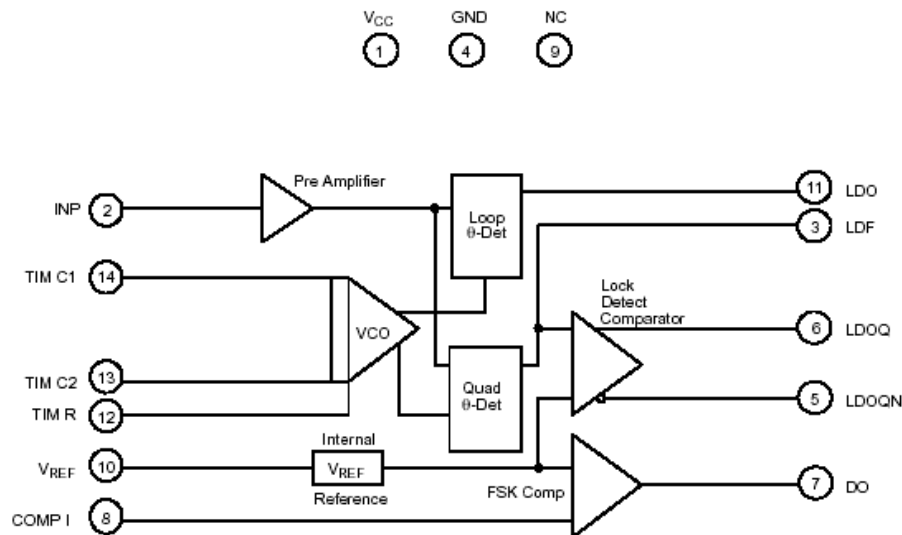 VCC GND NC
1 4 9
Pre Amplifier
INP 2
Loop
θ-Det
11 LDO
3 LDF
TIM C1 14
VCO
Lock
Detect
Comparator
6 LDOQ
TIM C2 13
Quad
θ-Det
5 LDOQN
TIM R 12
Internal
VREF 10
VREF
Reference
FSK Comp
7 DO
COMP I 8